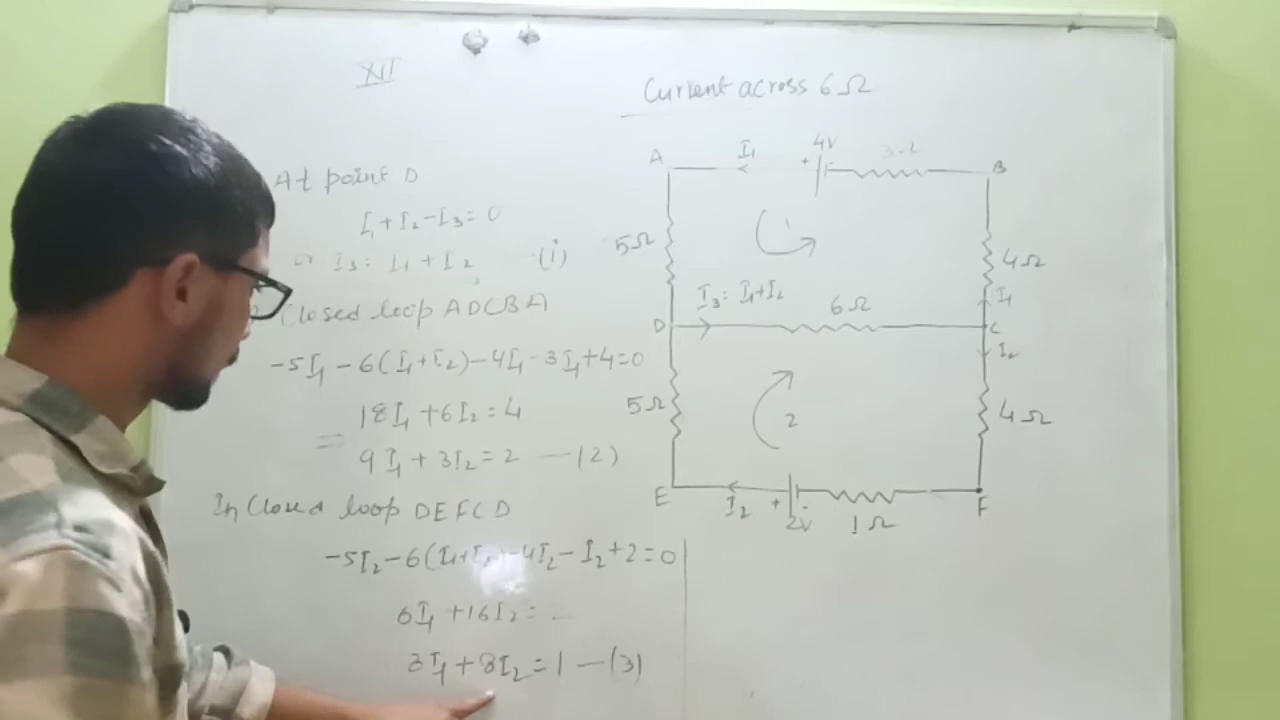 XII
Current across 6Ω
At point D
I₁+I₂-I₃=0
or I₃= I₁+I₂ —(i)
Closed loop ADCBA
-5I₁-6(I₁+I₂)-4I₁-3I₁+4=0
18I₁+6I₂=4
= 9I₁+3I₂=2 —(2)
In Closed loop DEFCD
-5I₂-6(I₁+I₂)-4I₂-I₂+2=0
6I₁+16I₂=
3I₁+8I₂=1 —(3)
A
I₁
+
4V
3Ω
B
5Ω
1
4Ω
I₃= I₁+I₂
6Ω
I₁
D
C
I₂
5Ω
2
4Ω
E
I₂
+
2V
-
1Ω
F